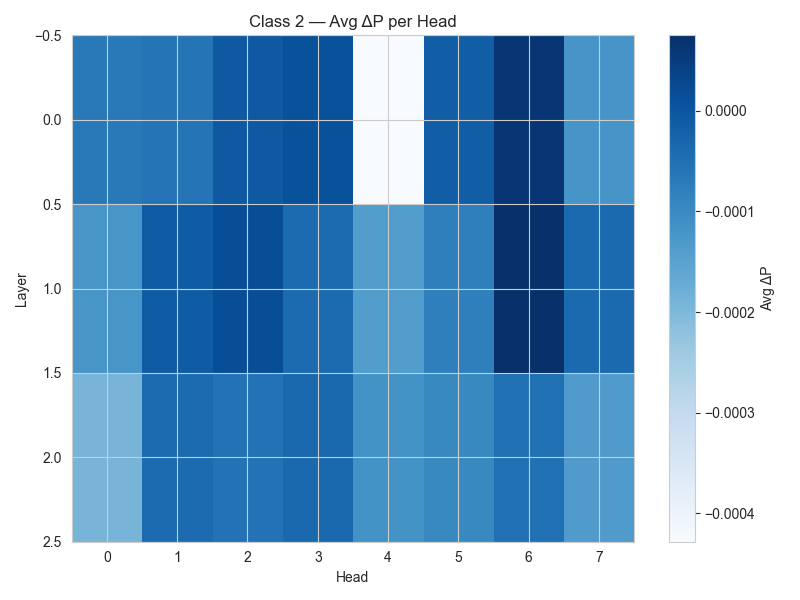 Class 2 — Avg ΔP per Head
−0.5
0.0
0.5
1.0
1.5
2.0
2.5
Layer
0 1 2 3 4 5 6 7
Head
0.0000
−0.0001
−0.0002
−0.0003
−0.0004
Avg ΔP